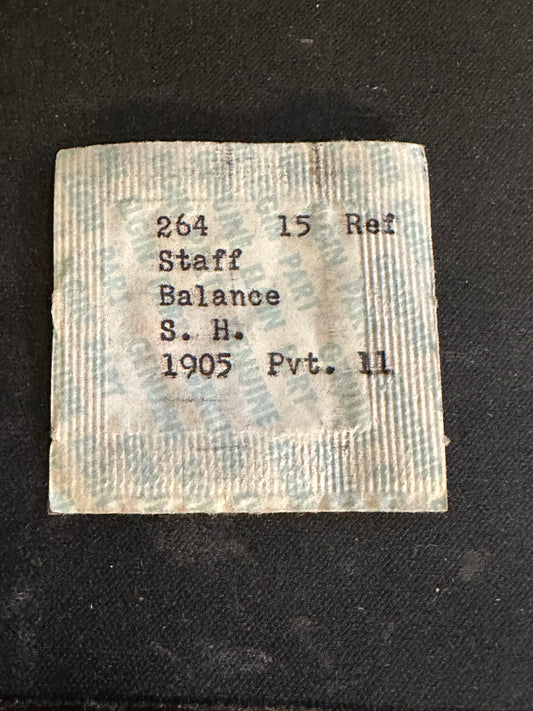 264 15 Ref
Staff
Balance
S. H.
1905 Pvt. 11